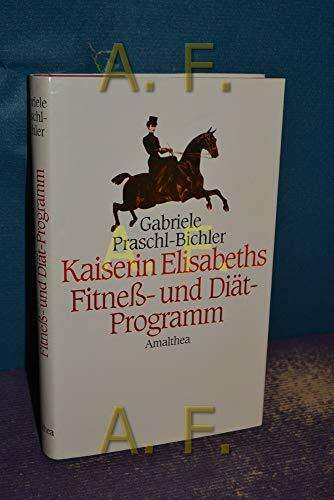 A. F.
Gabriele
Praschl-Bichler
Kaiserin Elisabeths
Fitneß- und Diät-
Programm
Amalthea
A. F.
A. F.
A. F.
Fitneß- und Diät-Programm